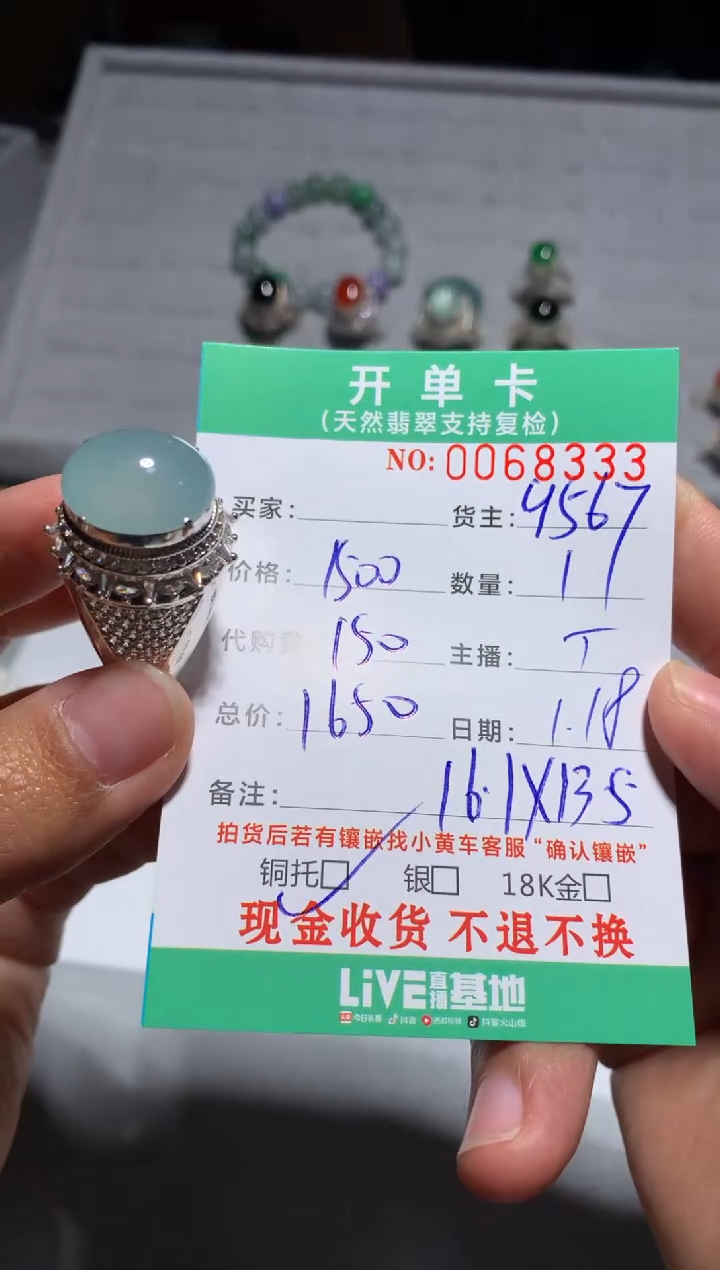 开单卡
（天然翡翠支持复检）
NO: 0068333
买家: 货主: 4567
价格: 1500 数量: 1
代购费 150 主播: T
总价: 1650 日期: 1.18
备注: 16.1X13.5
拍货后若有镶嵌找小黄车客服“确认镶嵌”
铜托□ 银□ 18K金□
现金收货 不退不换
LiVE直播基地
今日头条 抖音 西瓜视频 抖音火山版